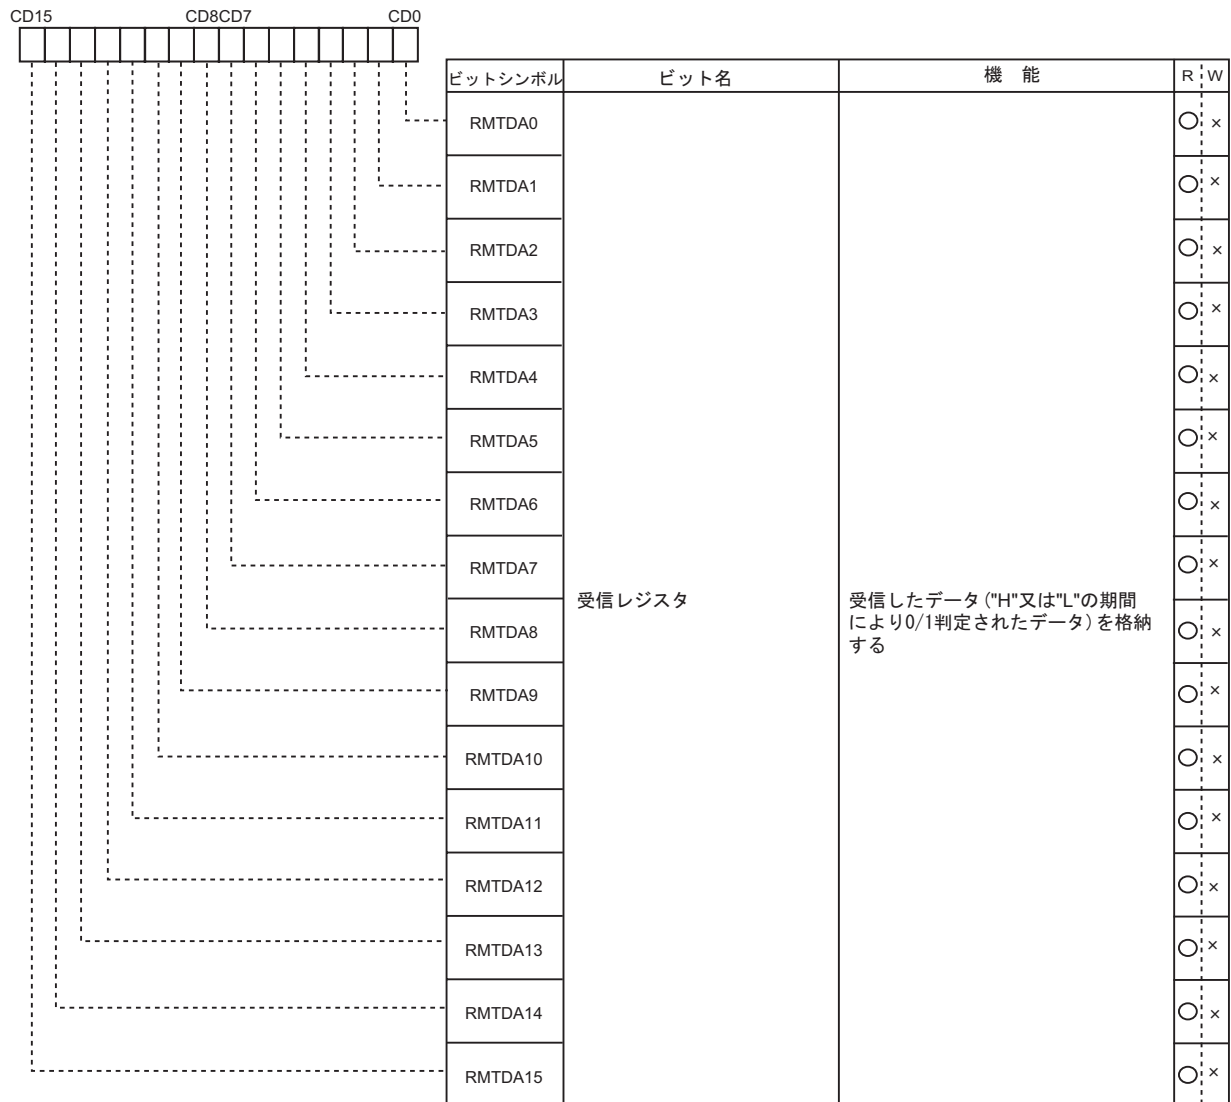 CD15 CD8CD7 CD0
ビットシンボル ビット名 機 能 R W
RMTDA0 ○ ×
RMTDA1 ○ ×
RMTDA2 ○ ×
RMTDA3 ○ ×
RMTDA4 ○ ×
RMTDA5 ○ ×
RMTDA6 ○ ×
RMTDA7 ○ ×
受信レジスタ
受信したデータ("H"又は"L"の期間
により0/1判定されたデータ)を格納
する
RMTDA8 ○ ×
RMTDA9 ○ ×
RMTDA10 ○ ×
RMTDA11 ○ ×
RMTDA12 ○ ×
RMTDA13 ○ ×
RMTDA14 ○ ×
RMTDA15 ○ ×